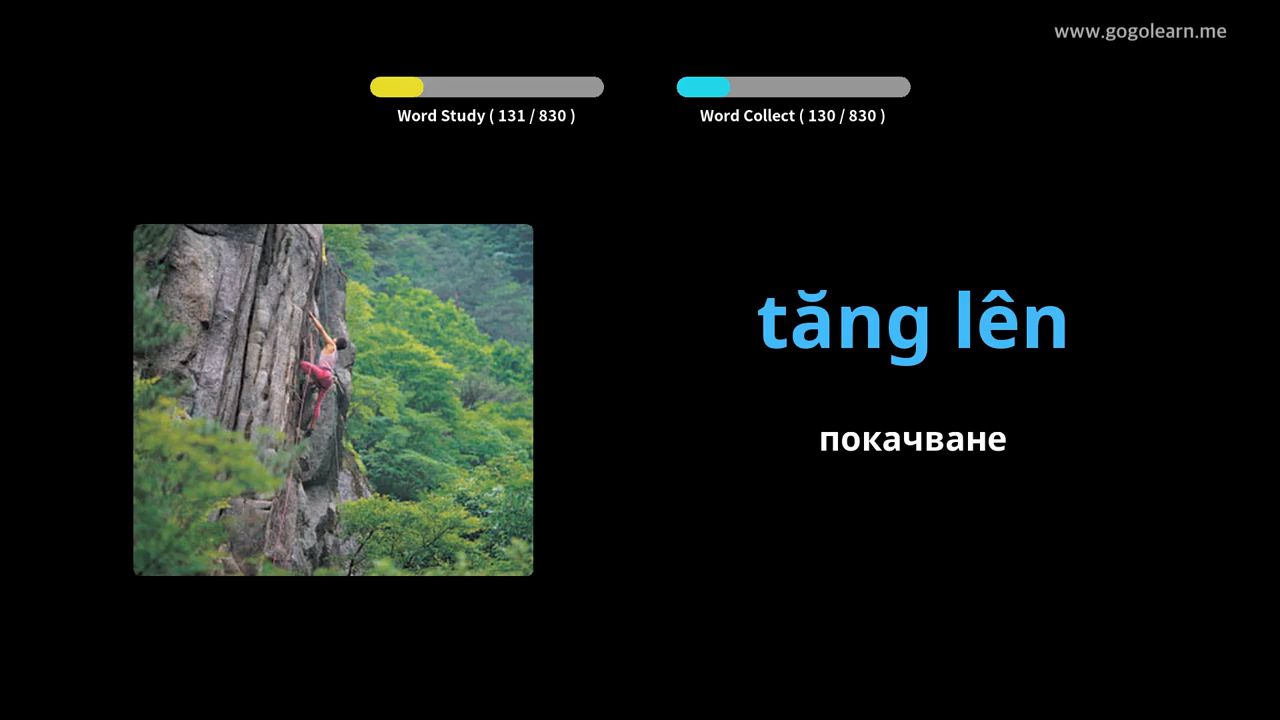 www.gogolearn.me
Word Study ( 131 / 830 )
Word Collect ( 130 / 830 )
tăng lên
покачване